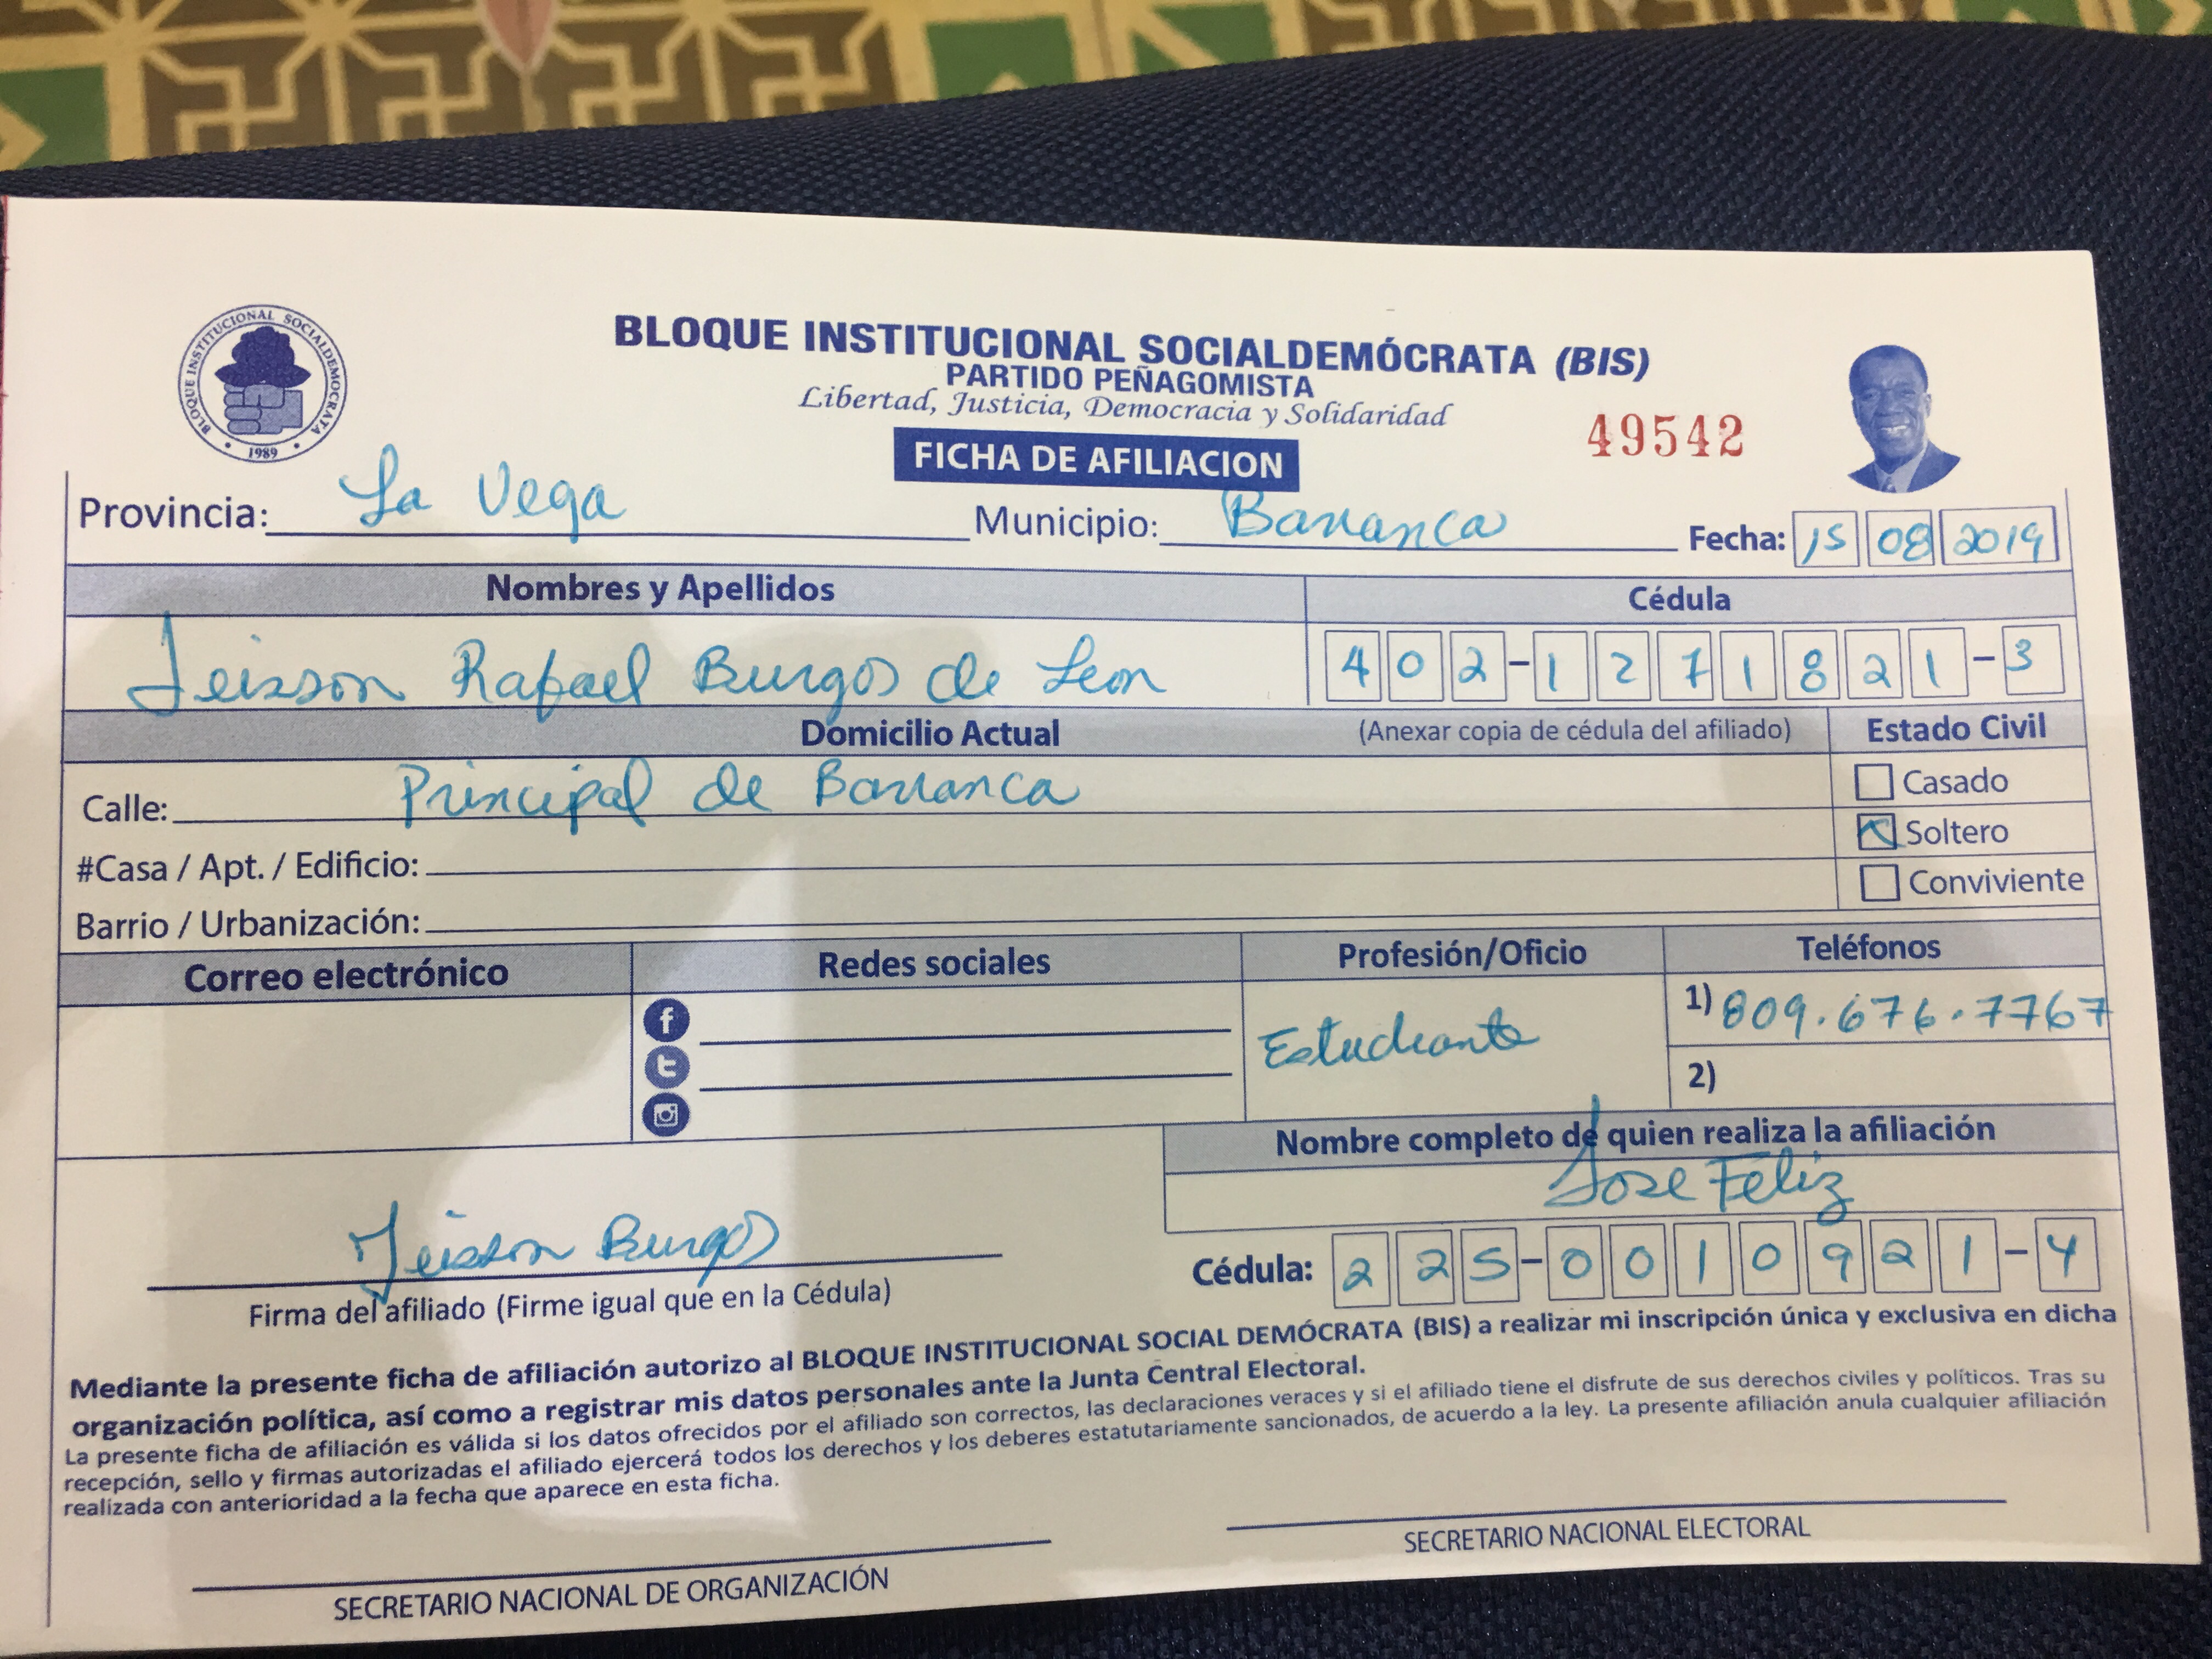 BLOQUE INSTITUCIONAL SOCIALDEMOCRATA
1989
BLOQUE INSTITUCIONAL SOCIALDEMÓCRATA (BIS)
PARTIDO PEÑAGOMISTA
Libertad, Justicia, Democracia y Solidaridad
49542
FICHA DE AFILIACION
Provincia: La Vega Municipio: Barranca Fecha: 15 08 2019
Nombres y Apellidos Cédula
Jeisson Rafael Burgos de Leon 402-1271821-3
Domicilio Actual (Anexar copia de cédula del afiliado) Estado Civil
Calle: Principal de Barranca Casado
#Casa / Apt. / Edificio: Soltero
Barrio / Urbanización: Conviviente
Correo electrónico Redes sociales Profesión/Oficio Teléfonos
Estudiante 1) 809.676.7767
2)
Nombre completo de quien realiza la afiliación
Jose Feliz
Jeisson Burgos
Firma del afiliado (Firme igual que en la Cédula)
Cédula: 225-0010921-4
Mediante la presente ficha de afiliación autorizo al BLOQUE INSTITUCIONAL SOCIAL DEMÓCRATA (BIS) a realizar mi inscripción única y exclusiva en dicha
organización política, así como a registrar mis datos personales ante la Junta Central Electoral.
La presente ficha de afiliación es válida si los datos ofrecidos por el afiliado son correctos, las declaraciones veraces y si el afiliado tiene el disfrute de sus derechos civiles y políticos. Tras su
recepción, sello y firmas autorizadas el afiliado ejercerá todos los derechos y los deberes estatutariamente sancionados, de acuerdo a la ley. La presente afiliación anula cualquier afiliación
realizada con anterioridad a la fecha que aparece en esta ficha.
SECRETARIO NACIONAL DE ORGANIZACIÓN
SECRETARIO NACIONAL ELECTORAL